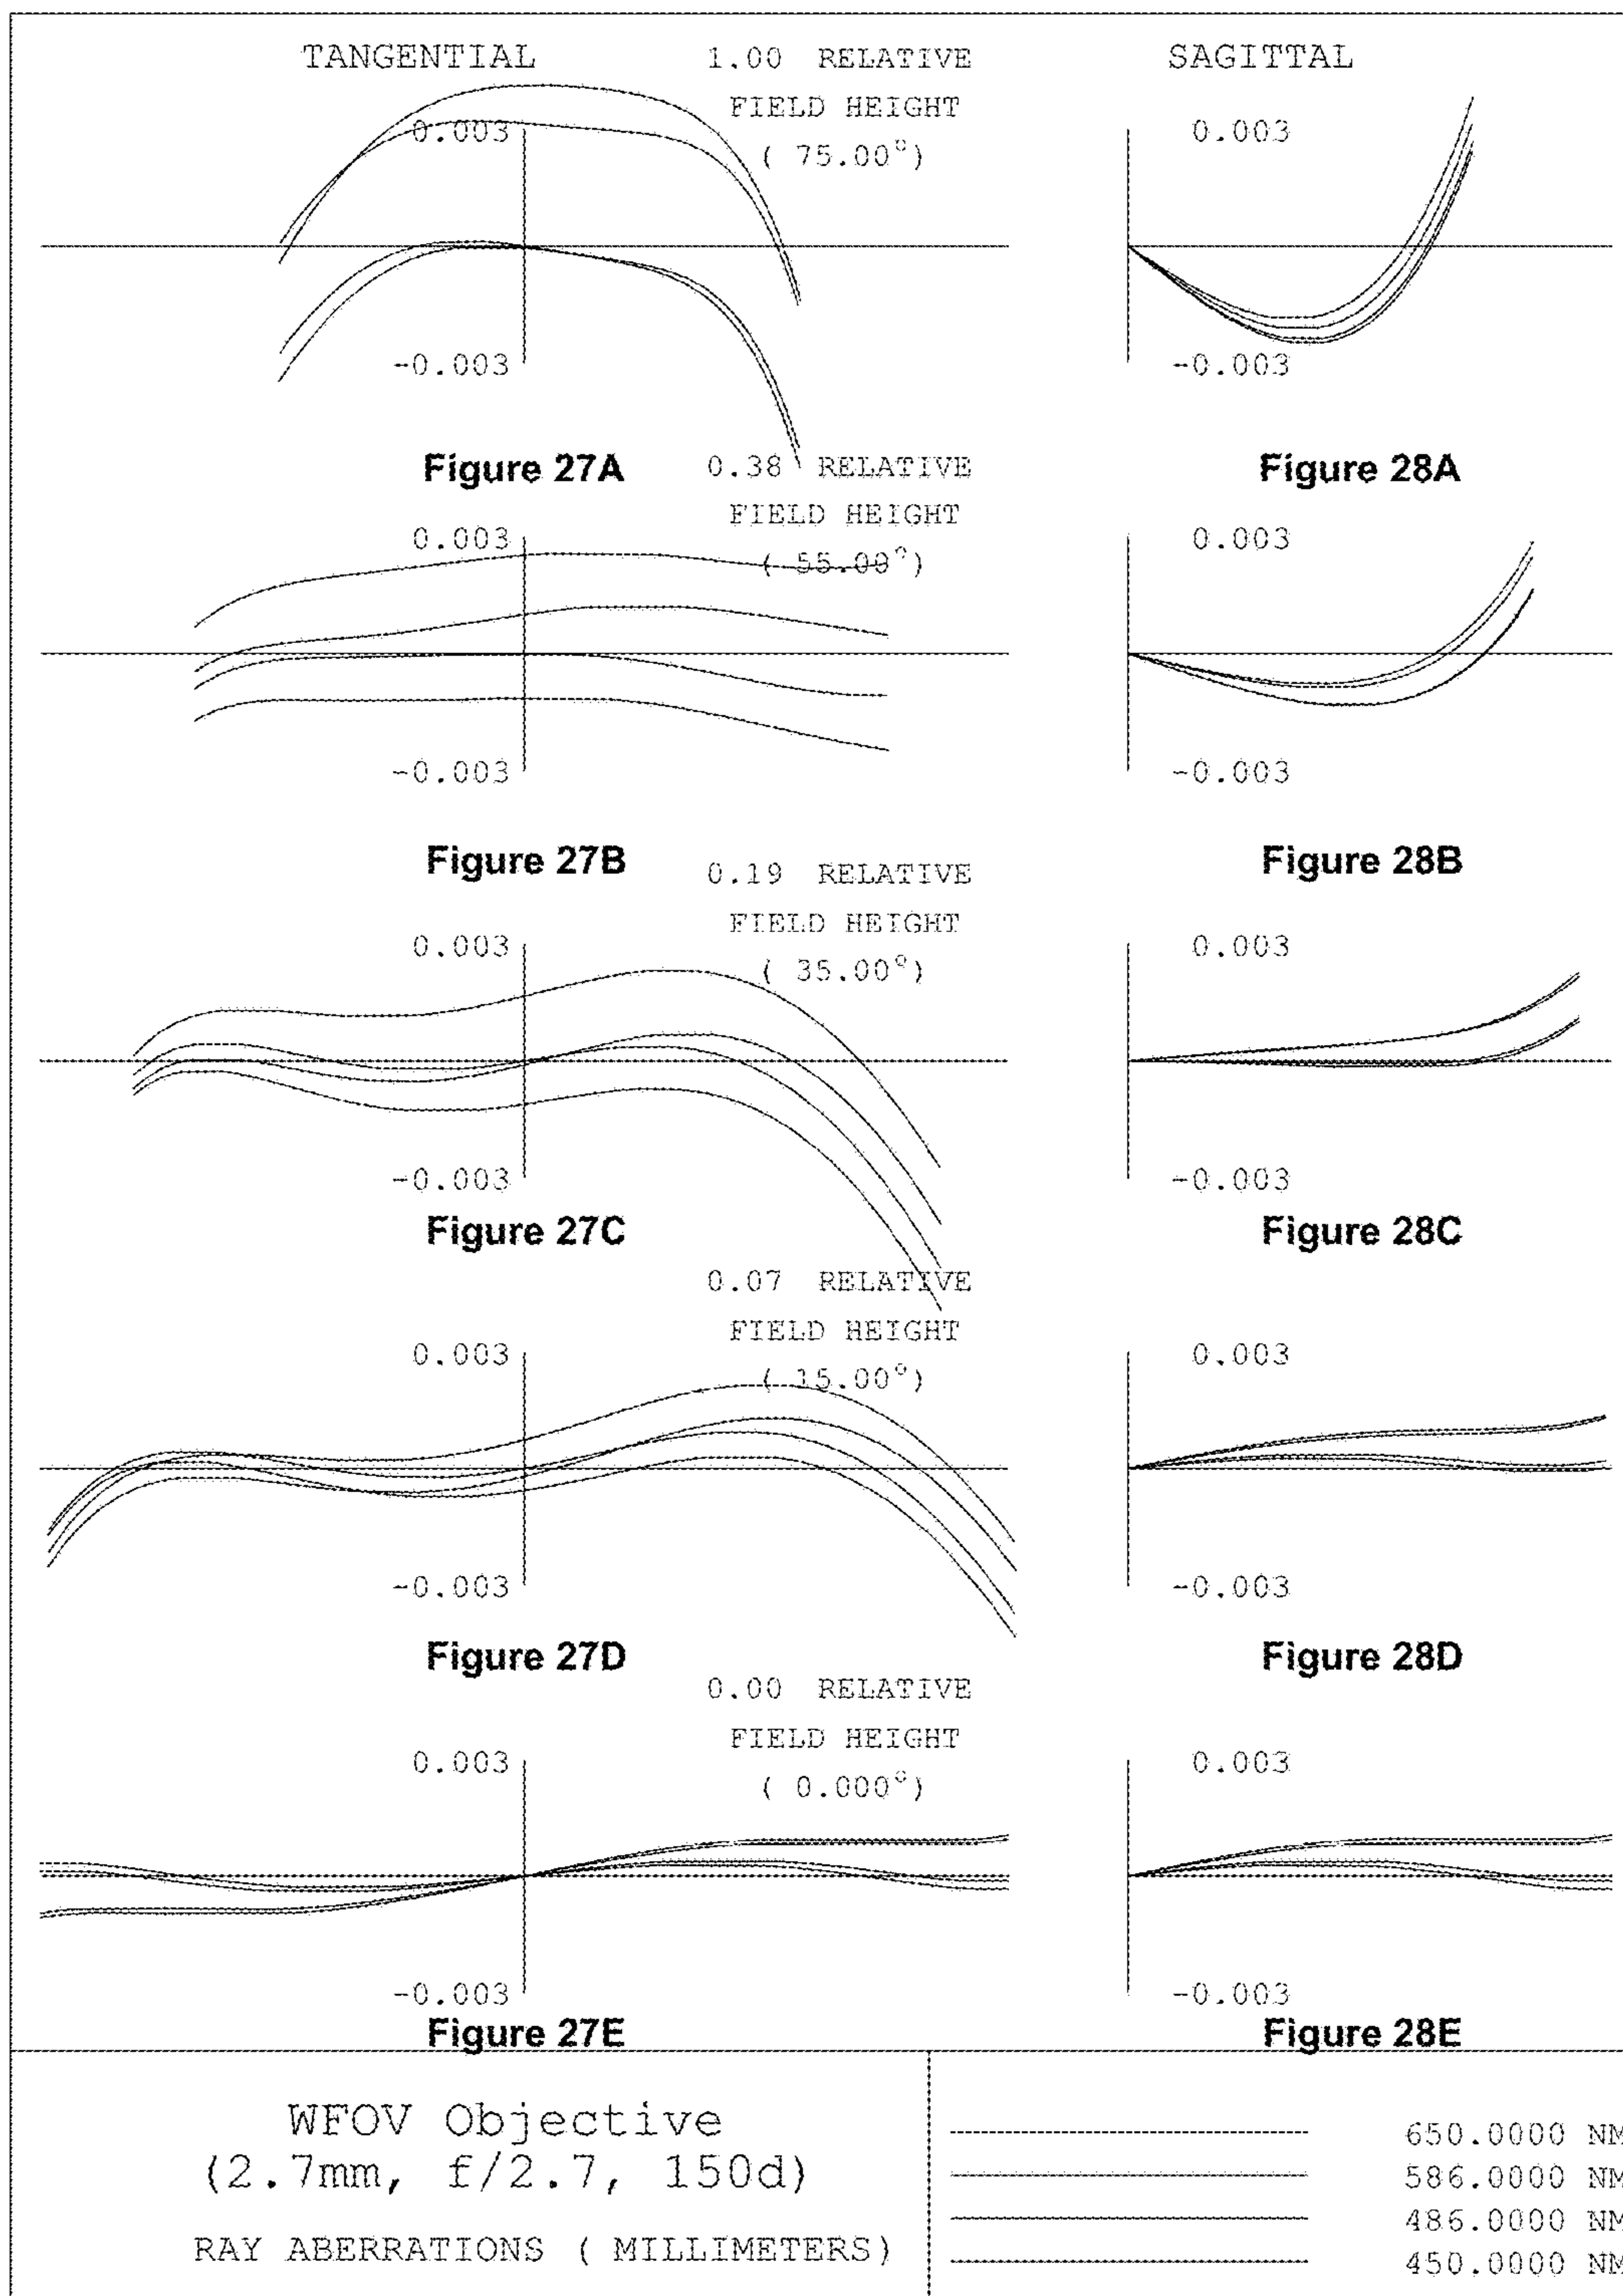 TANGENTIAL 1.00 RELATIVE SAGITTAL
FIELD HEIGHT
0.003 ( 75.00°) 0.003
-0.003 -0.003
Figure 27A 0.38 RELATIVE Figure 28A
FIELD HEIGHT
0.003 ( 55.00°) 0.003
-0.003 -0.003
Figure 27B 0.19 RELATIVE Figure 28B
FIELD HEIGHT
0.003 ( 35.00°) 0.003
-0.003 -0.003
Figure 27C Figure 28C
0.07 RELATIVE
FIELD HEIGHT
0.003 ( 15.00°) 0.003
-0.003 -0.003
Figure 27D Figure 28D
0.00 RELATIVE
FIELD HEIGHT
0.003 ( 0.000°) 0.003
-0.003 -0.003
Figure 27E Figure 28E
WFOV Objective
(2.7mm, f/2.7, 150d)
RAY ABERRATIONS ( MILLIMETERS)
650.0000 NM
586.0000 NM
486.0000 NM
450.0000 NM